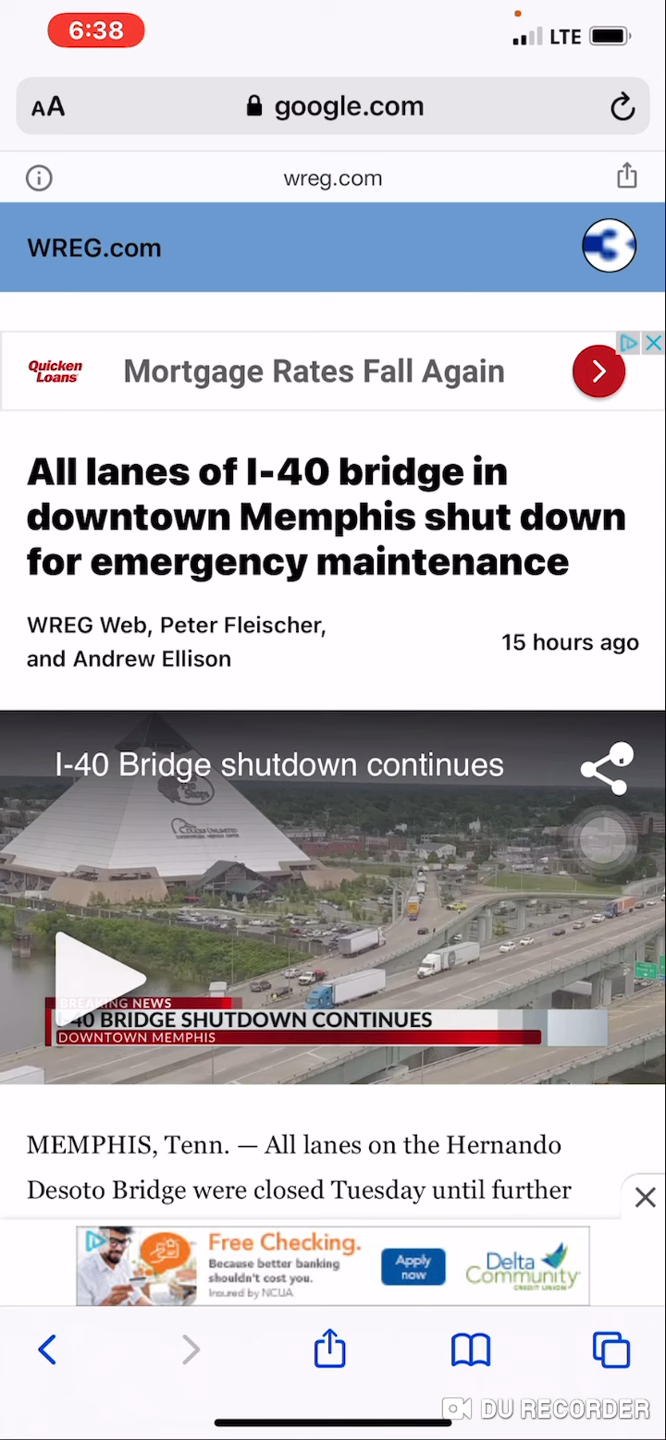 6:38
LTE
AA
google.com
wreg.com
WREG.com
3
Quicken
Loans
Mortgage Rates Fall Again
All lanes of I-40 bridge in
downtown Memphis shut down
for emergency maintenance
WREG Web, Peter Fleischer,
and Andrew Ellison
15 hours ago
I-40 Bridge shutdown continues
BREAKING NEWS
I-40 BRIDGE SHUTDOWN CONTINUES
DOWNTOWN MEMPHIS
MEMPHIS, Tenn. — All lanes on the Hernando
Desoto Bridge were closed Tuesday until further
Free Checking.
Because better banking
shouldn't cost you.
Insured by NCUA
Apply
now
Delta
Community
CREDIT UNION
DU RECORDER